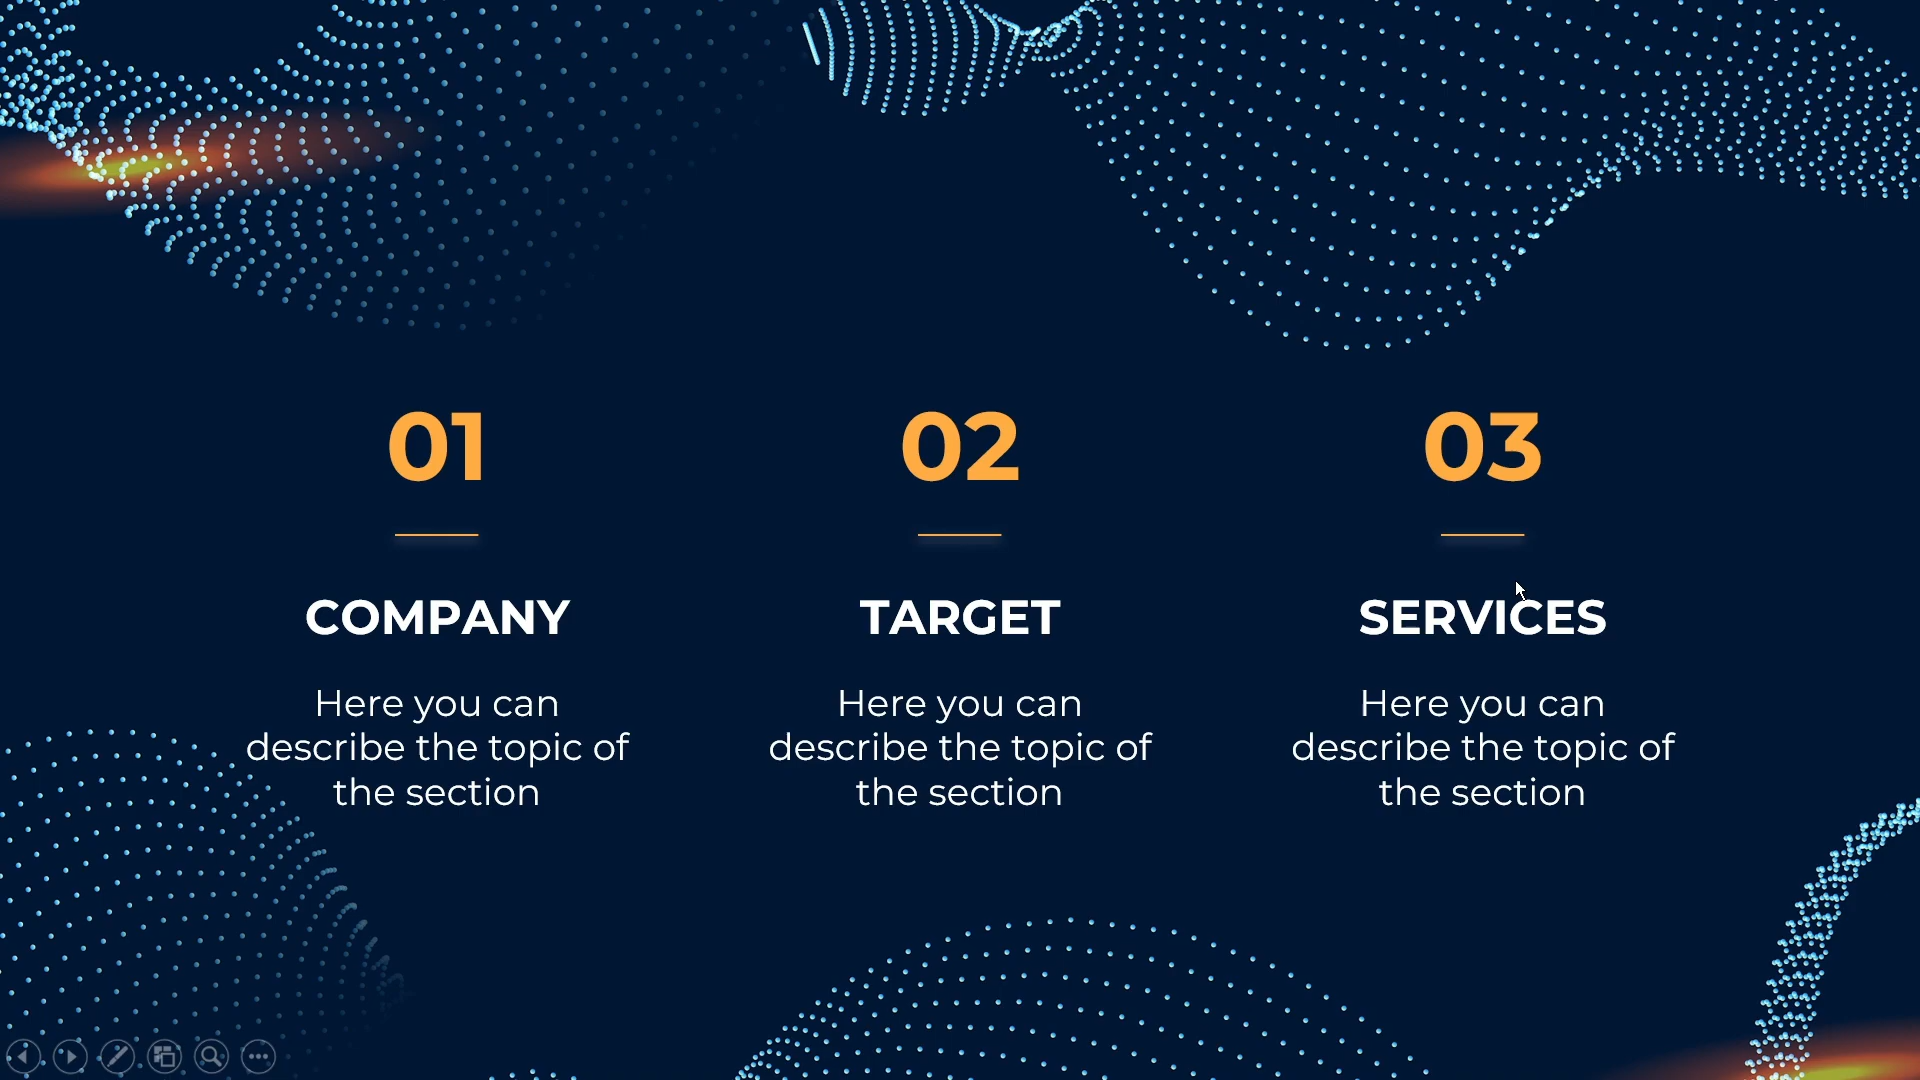 01
COMPANY
Here you can
describe the topic of
the section
02
TARGET
Here you can
describe the topic of
the section
03
SERVICES
Here you can
describe the topic of
the section